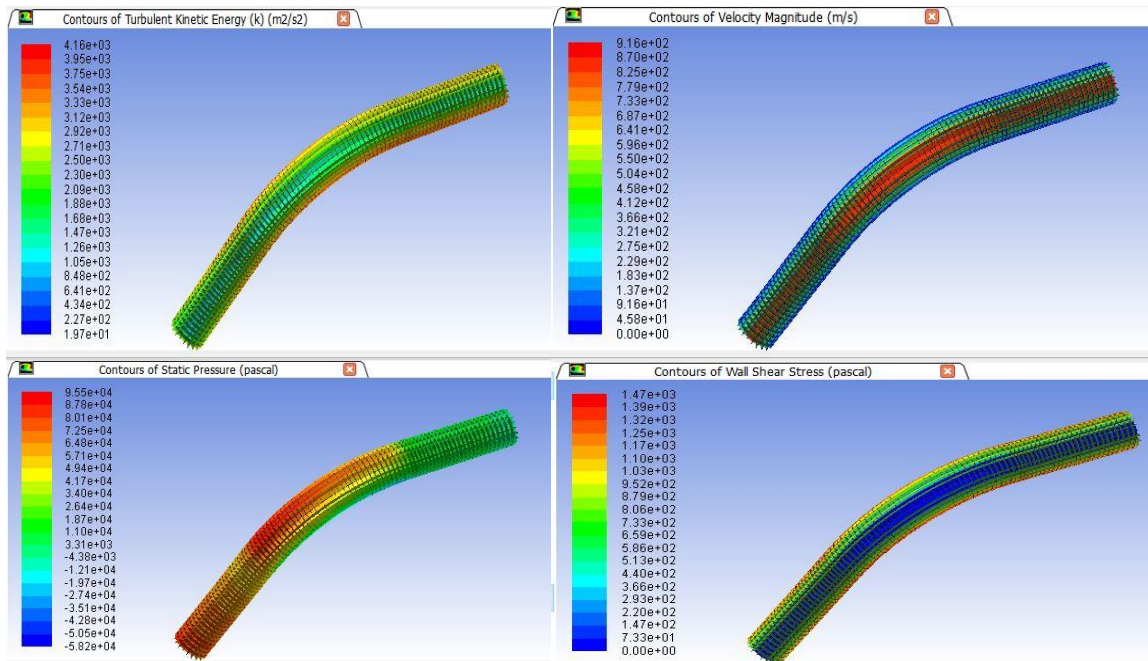 Contours of Turbulent Kinetic Energy (k) (m2/s2)
4.16e+03
3.95e+03
3.75e+03
3.54e+03
3.33e+03
3.12e+03
2.92e+03
2.71e+03
2.50e+03
2.30e+03
2.09e+03
1.88e+03
1.47e+03
1.26e+03
1.05e+03
8.48e+02
6.41e+02
4.34e+02
2.27e+02
1.97e+01
Contours of Velocity Magnitude (m/s)
9.16e+02
8.70e+02
8.25e+02
7.79e+02
7.33e+02
6.87e+02
6.41e+02
5.96e+02
5.50e+02
5.04e+02
4.58e+02
4.12e+02
3.66e+02
3.21e+02
2.75e+02
2.29e+02
1.83e+02
1.37e+02
9.16e+01
4.58e+01
0.00e+00
Contours of Static Pressure (pascal)
9.55e+04
8.78e+04
8.01e+04
7.25e+04
6.48e+04
5.71e+04
4.94e+04
4.17e+04
3.40e+04
2.64e+04
1.87e+04
1.10e+04
3.31e+03
-4.38e+03
-1.21e+04
-1.97e+04
-2.74e+04
-3.51e+04
-4.28e+04
-5.05e+04
-5.82e+04
Contours of Wall Shear Stress (pascal)
1.47e+03
1.39e+03
1.32e+03
1.25e+03
1.17e+03
1.10e+03
1.03e+03
9.52e+02
8.79e+02
8.06e+02
7.33e+02
6.59e+02
5.86e+02
5.13e+02
4.40e+02
3.66e+02
2.93e+02
2.20e+02
1.47e+02
7.33e+01
0.00e+00